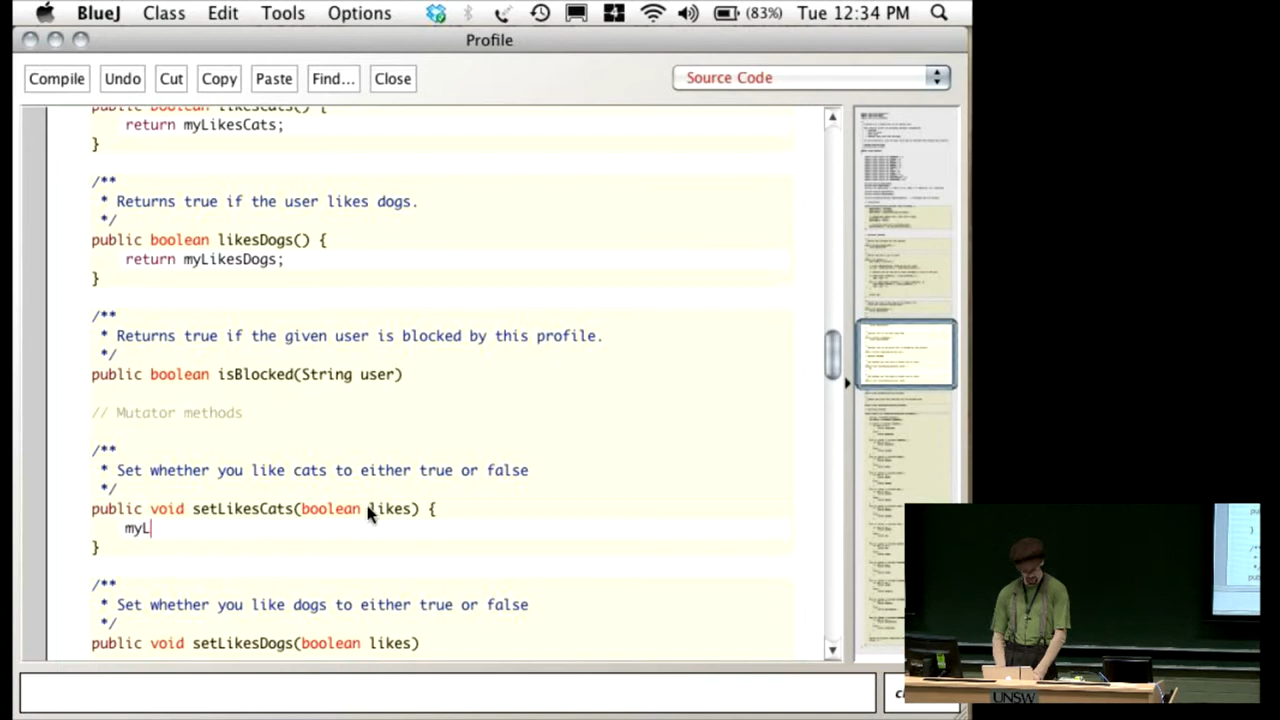 BlueJ Class Edit Tools Options 4 (83%) Tue 12:34 PM
Profile
Compile Undo Cut Copy Paste Find... Close Source Code
public boolean likesCats() {
return myLikesCats;
}
/**
* Returns true if the user likes dogs.
*/
public boolean likesDogs() {
return myLikesDogs;
}
/**
* Returns true if the given user is blocked by this profile.
*/
public boolean isBlocked(String user)
// Mutator methods
/**
* Set whether you like cats to either true or false
*/
public void setLikesCats(boolean likes) {
myL
}
/**
* Set whether you like dogs to either true or false
*/
public void setLikesDogs(boolean likes)
UNSW